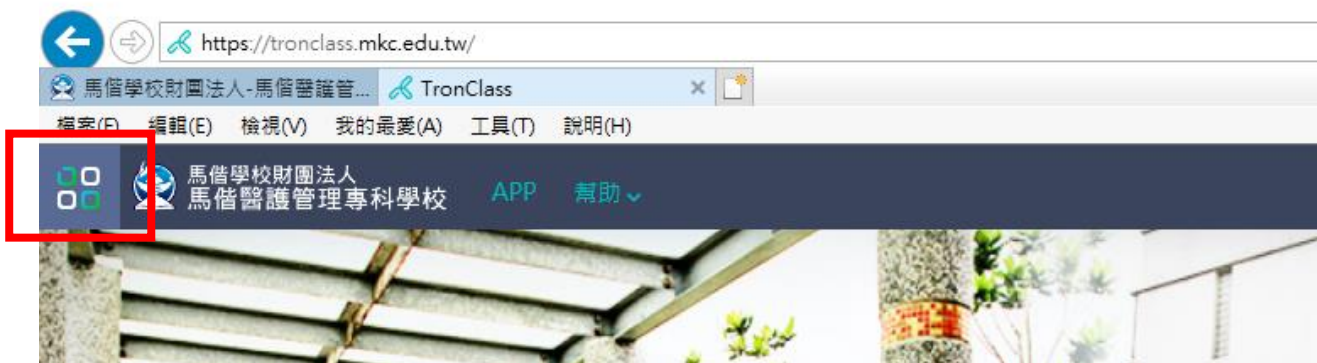 https://tronclass.mkc.edu.tw/
馬偕學校財團法人-馬偕醫護管... TronClass
檔案(F) 編輯(E) 檢視(V) 我的最愛(A) 工具(T) 說明(H)
馬偕學校財團法人
馬偕醫護管理專科學校 APP 幫助